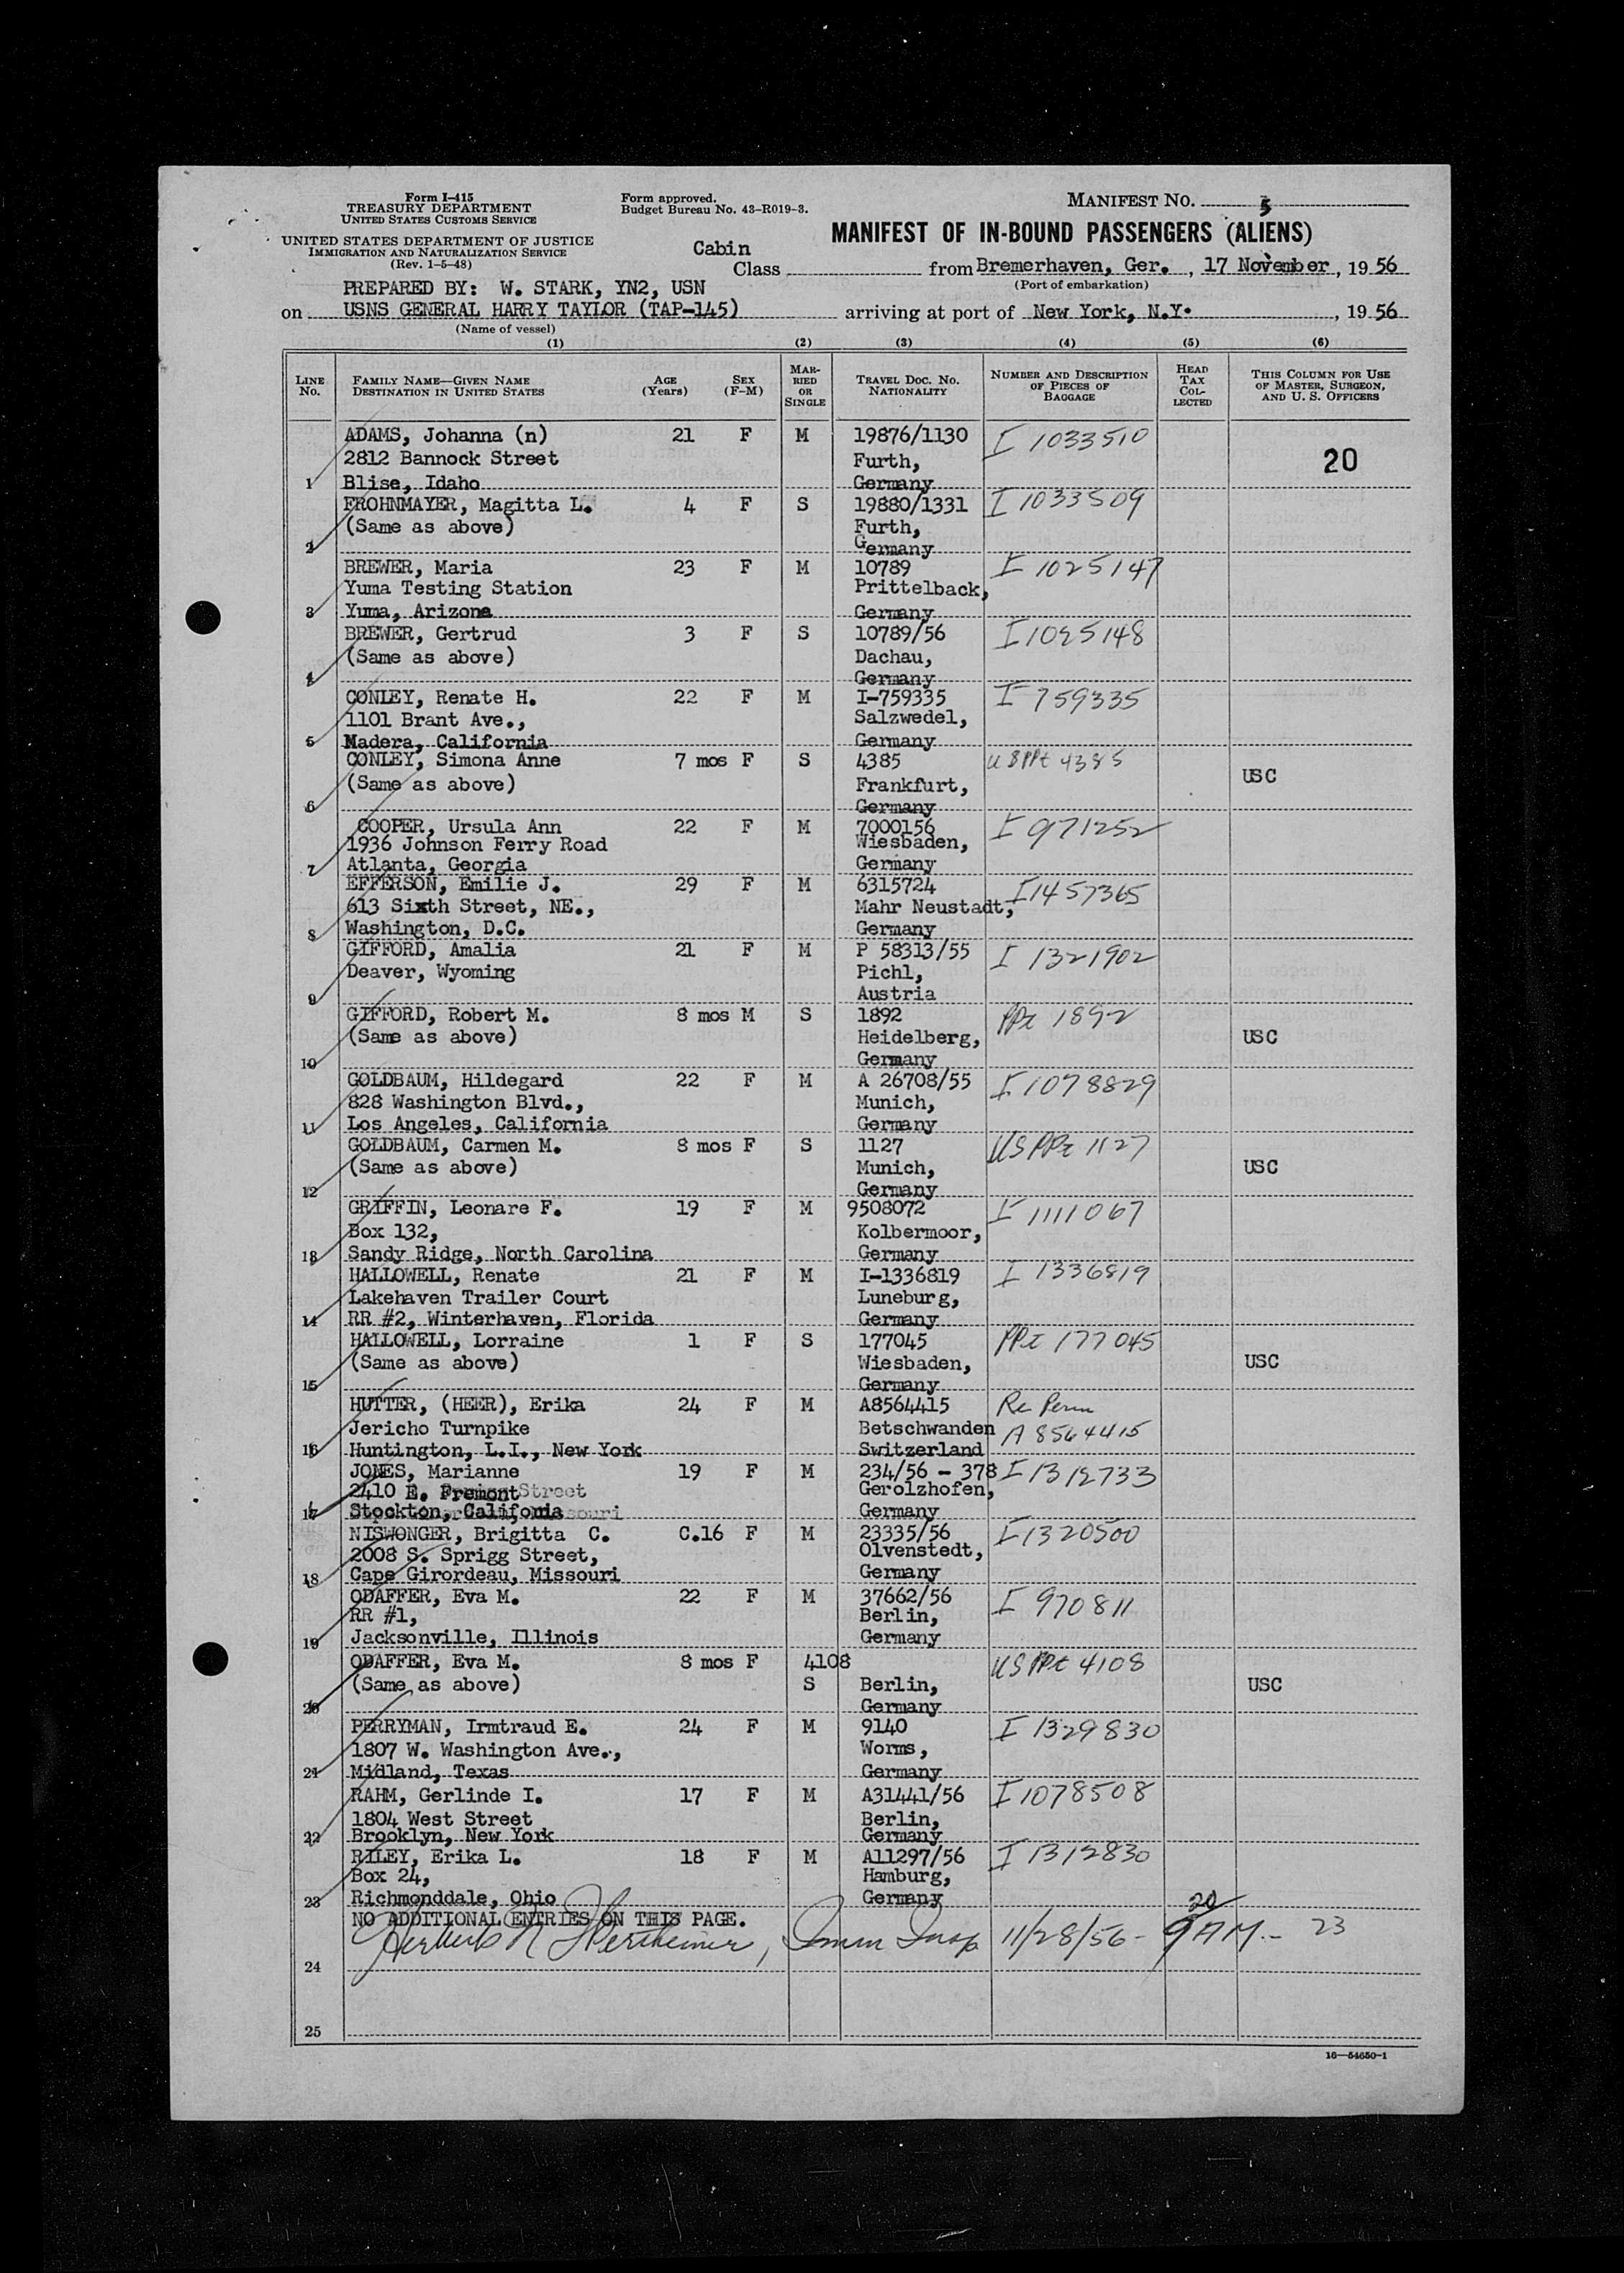 Form I-415
TREASURY DEPARTMENT
UNITED STATES CUSTOMS SERVICE
UNITED STATES DEPARTMENT OF JUSTICE
IMMIGRATION AND NATURALIZATION SERVICE
(Rev. 1-5-48)
Form approved.
Budget Bureau No. 43-R019-3.
MANIFEST NO. 5
MANIFEST OF IN-BOUND PASSENGERS (ALIENS)
Cabin
Class from Bremerhaven, Ger., 17 November, 1956
(Port of embarkation)
PREPARED BY: W. STARK, YN2, USN
on USNS GENERAL HARRY TAYLOR (TAP-145) arriving at port of New York, N.Y., 1956
(Name of vessel)
(1) (2) (3) (4) (5) (6)
LINE No. FAMILY NAME—GIVEN NAME DESTINATION IN UNITED STATES AGE (Years) SEX (F-M) MARRIED OR SINGLE TRAVEL DOC. NO. NATIONALITY NUMBER AND DESCRIPTION OF PIECES OF BAGGAGE HEAD TAX COLLECTED THIS COLUMN FOR USE OF MASTER, SURGEON, AND U. S. OFFICERS
ADAMS, Johanna (n) 21 F M 19876/1130 I 1033510
2812 Bannock Street Furth, 20
1 Blise, Idaho Germany
FROHNMAYER, Magitta L. 4 F S 19880/1331 I 1033509
(Same as above) Furth,
2 Germany
BREWER, Maria 23 F M 10789 I 1025147
Yuma Testing Station Prittelback,
3 Yuma, Arizona Germany
BREWER, Gertrud 3 F S 10789/56 I 1025148
(Same as above) Dachau,
4 Germany
CONLEY, Renate H. 22 F M I-759335 I 759335
1101 Brant Ave., Salzwedel,
5 Madera, California Germany
CONLEY, Simona Anne 7 mos F S 4385 US PPt 4385
(Same as above) Frankfurt, USC
6 Germany
COOPER, Ursula Ann 22 F M 7000156 I 971252
1936 Johnson Ferry Road Wiesbaden,
7 Atlanta, Georgia Germany
EFFERSON, Emilie J. 29 F M 6315724 I 1457365
613 Sixth Street, NE., Mahr Neustadt,
8 Washington, D.C. Germany
GIFFORD, Amalia 21 F M P 58313/55 I 1321902
Deaver, Wyoming Pichl,
9 Austria
GIFFORD, Robert M. 8 mos M S 1892 PPt 1892
(Same as above) Heidelberg, USC
10 Germany
GOLDBAUM, Hildegard 22 F M A 26708/55 I 1078829
828 Washington Blvd., Munich,
11 Los Angeles, California Germany
GOLDBAUM, Carmen M. 8 mos F S 1127 US PPt 1127
(Same as above) Munich, USC
12 Germany
GRIFFIN, Leonare F. 19 F M 9508072 I 1111067
Box 132, Kolbermoor,
13 Sandy Ridge, North Carolina Germany
HALLOWELL, Renate 21 F M I-1336819 I 1336819
Lakehaven Trailer Court Luneburg,
14 RR #2, Winterhaven, Florida Germany
HALLOWELL, Lorraine 1 F S 177045 PPt 177045
(Same as above) Wiesbaden, USC
15 Germany
HUTTER, (HEER), Erika 24 F M A8564415 Re Perm
Jericho Turnpike Betschwanden A 8564415
16 Huntington, L.I., New York Switzerland
JONES, Marianne 19 F M 234/56 - 378 I 1312733
2410 E. Fremont Street Gerolzhofen,
17 Stockton, Califonia Germany
NISWONGER, Brigitta C. C.16 F M 23335/56 I 1320500
2008 S. Sprigg Street, Olvenstedt,
18 Cape Girordeau, Missouri Germany
ODAFFER, Eva M. 22 F M 37662/56 I 970811
RR #1, Berlin,
19 Jacksonville, Illinois Germany
ODAFFER, Eva M. 8 mos F 4108 US PPt 4108
(Same as above) S Berlin, USC
20 Germany
PERRYMAN, Irmtraud E. 24 F M 9140 I 1329830
1807 W. Washington Ave., Worms,
21 Midland, Texas Germany
RAHM, Gerlinde I. 17 F M A31441/56 I 1078508
1804 West Street Berlin,
22 Brooklyn, New York Germany
RILEY, Erika L. 18 F M A11297/56 I 1312830
Box 24, Hamburg,
23 Richmonddale, Ohio Germany
NO ADDITIONAL ENTRIES ON THIS PAGE. 20
Imm Insp 11/28/56 - 9 AM - 23
24
25
16—54650-1